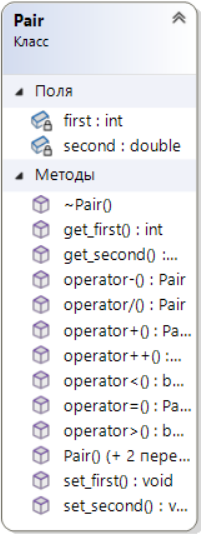 Pair
Класс
Поля
first : int
second : double
Методы
~Pair()
get_first() : int
get_second() :...
operator-() : Pair
operator/() : Pair
operator+() : Pa...
operator++() :...
operator<() : b...
operator=() : Pa...
operator>() : b...
Pair() (+ 2 пере...
set_first() : void
set_second() : v...